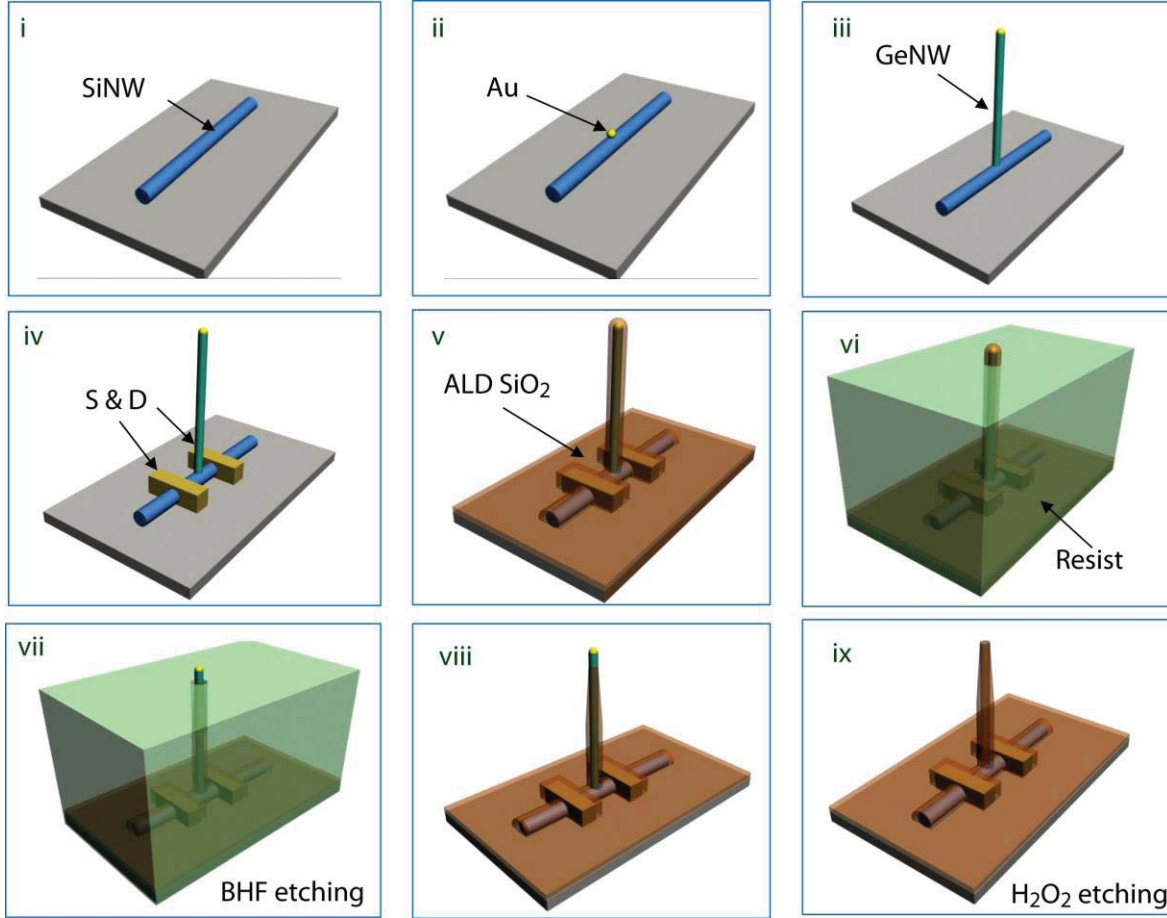 i
SiNW
ii
Au
iii
GeNW
iv
S & D
v
ALD SiO₂
vi
Resist
vii
BHF etching
viii
ix
H₂O₂ etching